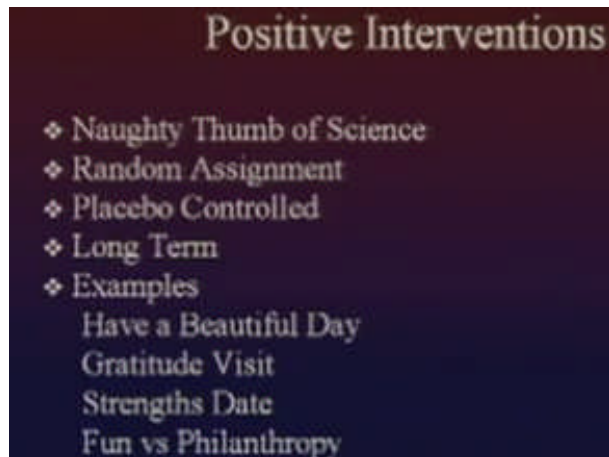 Positive Interventions
❖ Naughty Thumb of Science
❖ Random Assignment
❖ Placebo Controlled
❖ Long Term
❖ Examples
Have a Beautiful Day
Gratitude Visit
Strengths Date
Fun vs Philanthropy